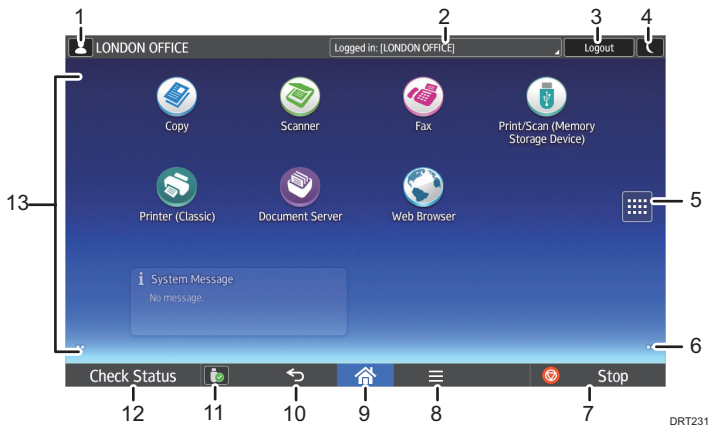 1
2
3
4
LONDON OFFICE
Logged in: [LONDON OFFICE]
Logout
Copy
Scanner
Fax
Print/Scan (Memory
Storage Device)
13
5
Printer (Classic)
Document Server
Web Browser
i System Message
No message.
6
Check Status
Stop
12
11
10
9
8
7
DRT231